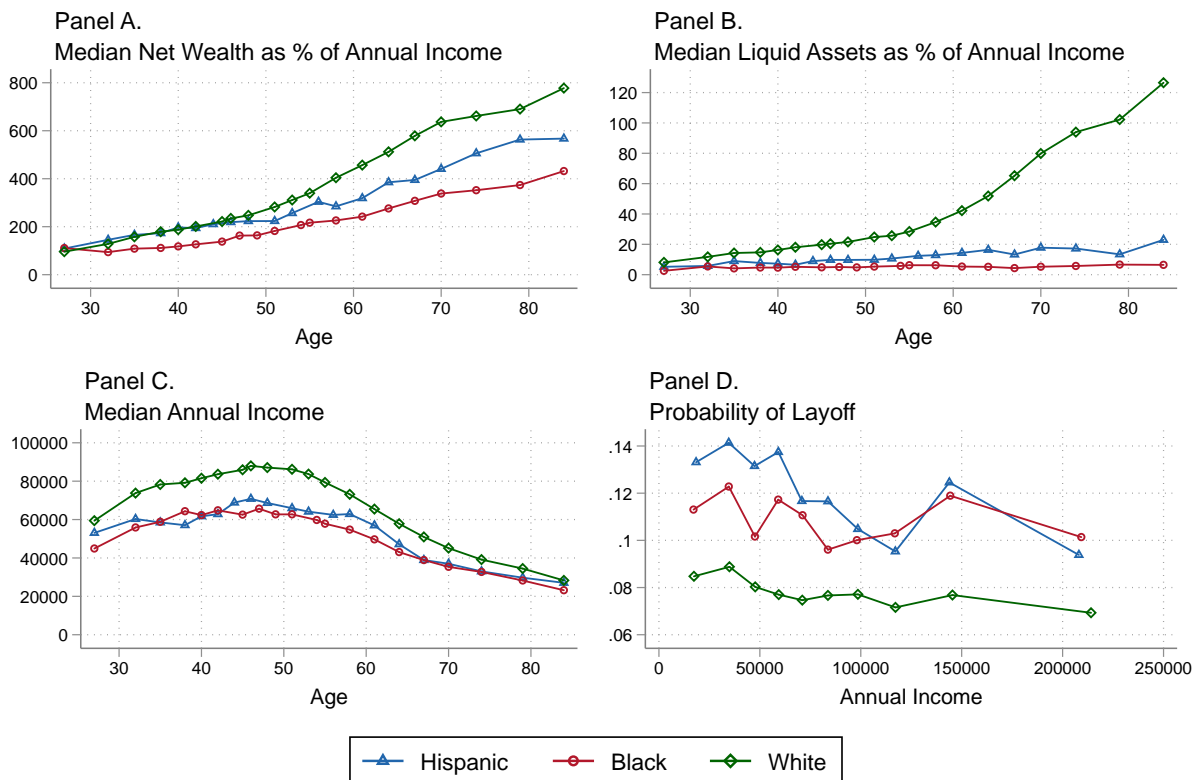 Panel A.
Median Net Wealth as % of Annual Income
800
600
400
200
0
30 40 50 60 70 80
Age
Panel B.
Median Liquid Assets as % of Annual Income
120
100
80
60
40
20
0
30 40 50 60 70 80
Age
Panel C.
Median Annual Income
100000
80000
60000
40000
20000
0
30 40 50 60 70 80
Age
Panel D.
Probability of Layoff
.14
.12
.1
.08
.06
0 50000 100000 150000 200000 250000
Annual Income
Hispanic Black White